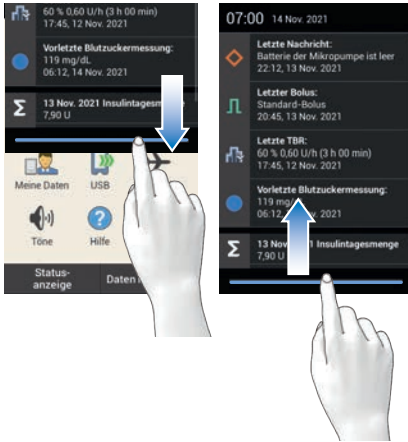 60 % 0,60 U/h (3 h 00 min)
17:45, 12 Nov. 2021
Vorletzte Blutzuckermessung:
119 mg/dL
06:12, 14 Nov. 2021
Σ
13 Nov. 2021 Insulintagesmenge
7,90 U
Meine Daten
USB
Töne
Hilfe
Status-
anzeige
Daten
07:00 14 Nov. 2021
Letzte Nachricht:
Batterie der Mikropumpe ist leer
22:12, 13 Nov. 2021
Letzter Bolus:
Standard-Bolus
20:45, 13 Nov. 2021
Letzte TBR:
60 % 0,60 U/h (3 h 00 min)
17:45, 12 Nov. 2021
Vorletzte Blutzuckermessung:
119 mg/
06:12, Nov. 2021
Σ
13 Nov 1 Insulintagesmenge
7,90 U